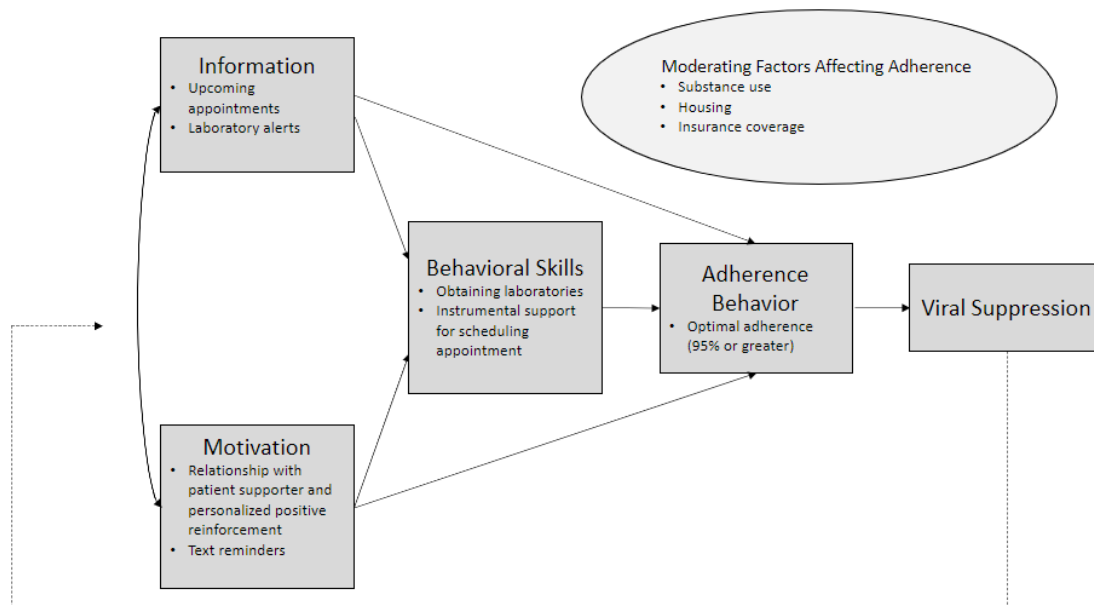 Information
• Upcoming
appointments
• Laboratory alerts
Moderating Factors Affecting Adherence
• Substance use
• Housing
• Insurance coverage
Behavioral Skills
• Obtaining laboratories
• Instrumental support
for scheduling
appointment
Adherence
Behavior
• Optimal adherence
(95% or greater)
Viral Suppression
Motivation
• Relationship with
patient supporter and
personalized positive
reinforcement
• Text reminders